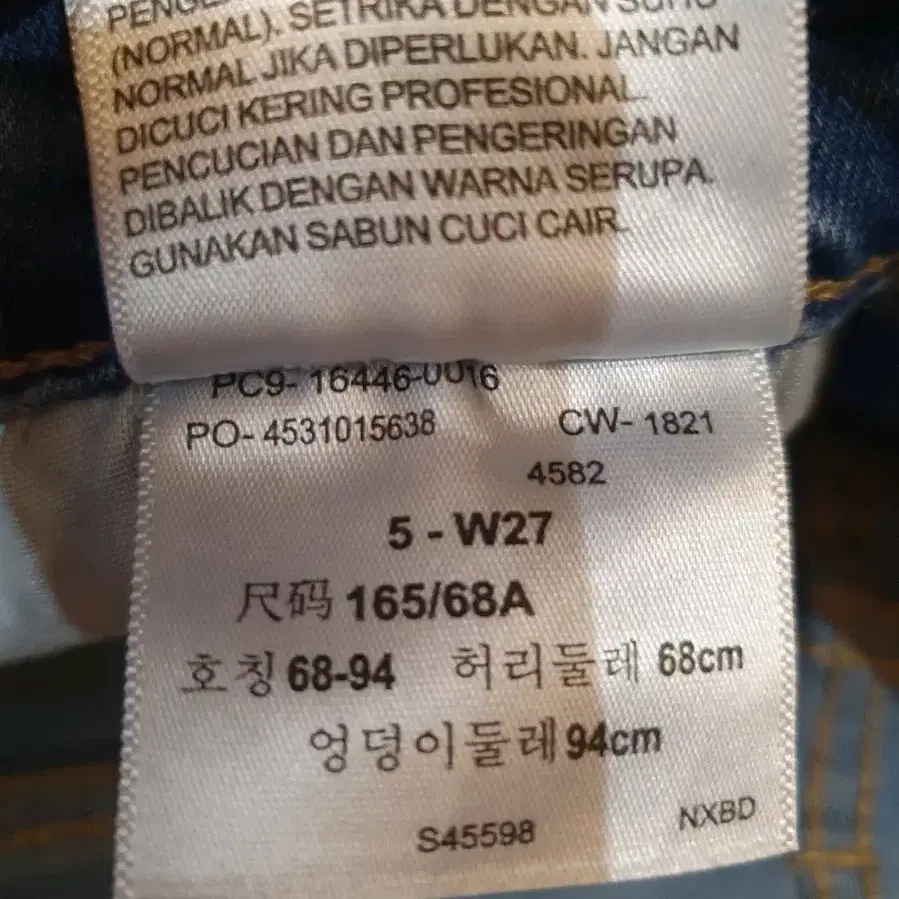 SETRIKA DENGAN SUHU
(NORMAL). 
NORMAL JIKA DIPERLUKAN. JANGAN
DICUCI KERING PROFESIONAL.
PENCUCIAN DAN PENGERINGAN
DIBALIK DENGAN WARNA SERUPA.
GUNAKAN SABUN CUCI CAIR.
PC9- 16446-0016
PO- 4531015638 CW- 1821
4582
5 - W27
尺码 165/68A
호칭 68-94 허리둘레 68cm
엉덩이둘레 94cm
S45598 NXBD